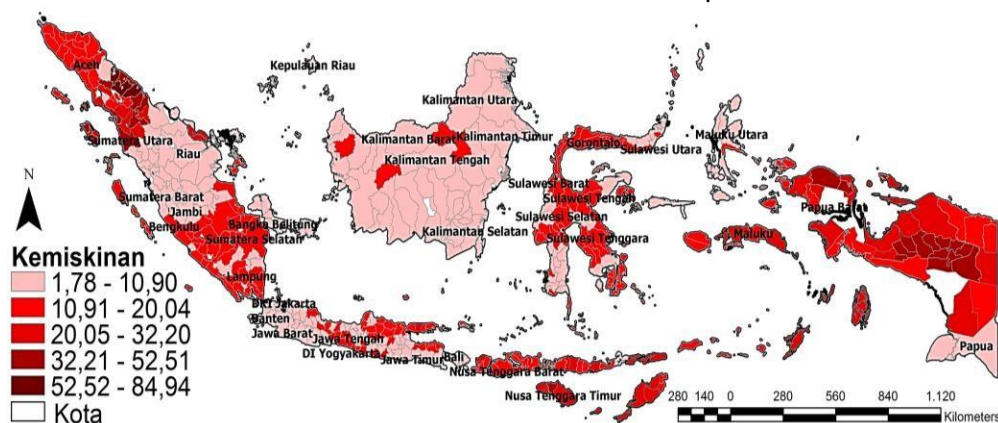 Aceh
Kepulauan Riau
Kalimantan Utara
Sumatera Utara
Riau
Kalimantan Barat
Kalimantan Timur
Kalimantan Tengah
Gorontalo
Sulawesi Utara
Maluku Utara
N
Sumatera Barat
Jambi
Bengkulu
Bangka Belitong
Sumatera Selatan
Sulawesi Barat
Sulawesi Tengah
Sulawesi Selatan
Kalimantan Selatan
Sulawesi Tenggara
Papua Barat
Maluku
Lampung
DKI Jakarta
Banten
Jawa Barat
Jawa Tengah
DI Yogyakarta
Jawa Timur
Bali
Nusa Tenggara Barat
Nusa Tenggara Timur
Papua
Kemiskinan
1,78 - 10,90
10,91 - 20,04
20,05 - 32,20
32,21 - 52,51
52,52 - 84,94
Kota
280 140 0 280 560 840 1.120
Kilometers